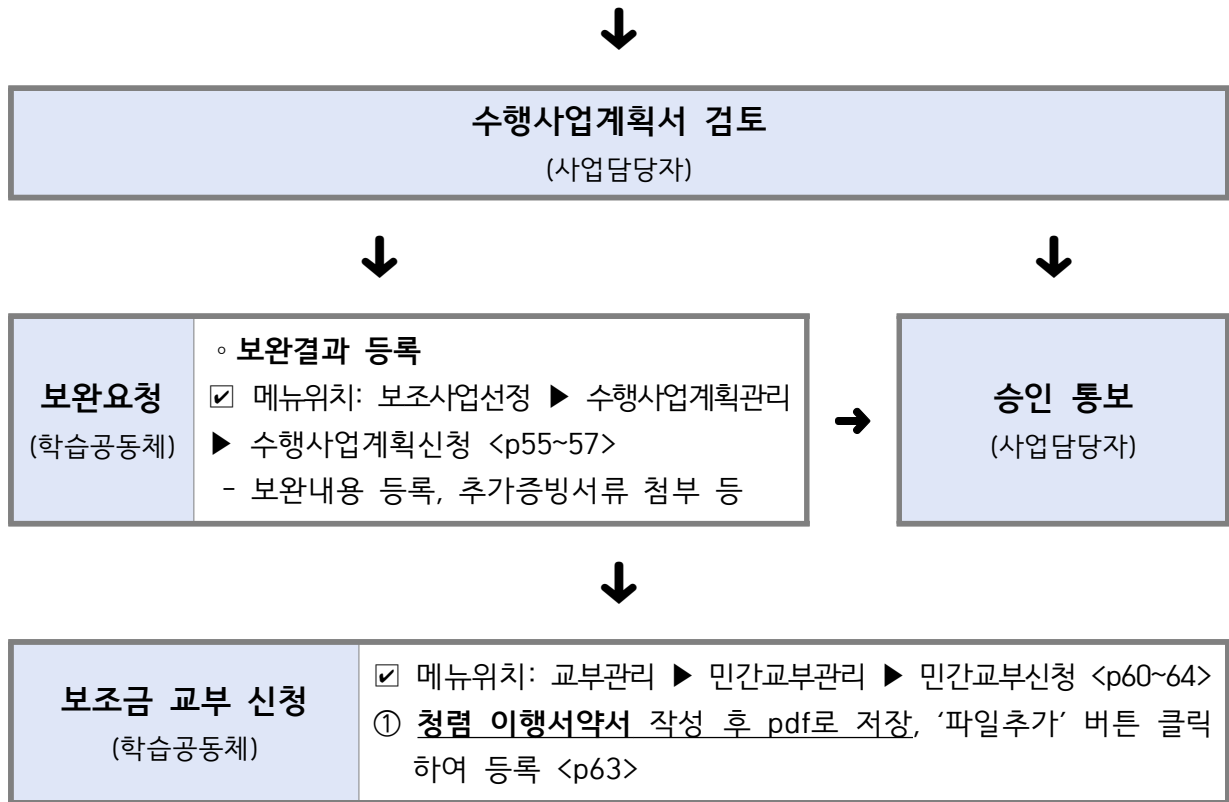 수행사업계획서 검토
(사업담당자)
보완요청
(학습공동체)
◦ 보완결과 등록
☑ 메뉴위치: 보조사업선정 ▶ 수행사업계획관리
▶ 수행사업계획신청 <p55~57>
- 보완내용 등록, 추가증빙서류 첨부 등
승인 통보
(사업담당자)
보조금 교부 신청
(학습공동체)
☑ 메뉴위치: 교부관리 ▶ 민간교부관리 ▶ 민간교부신청 <p60~64>
① 청렴 이행서약서 작성 후 pdf로 저장, ‘파일추가’ 버튼 클릭
하여 등록 <p63>